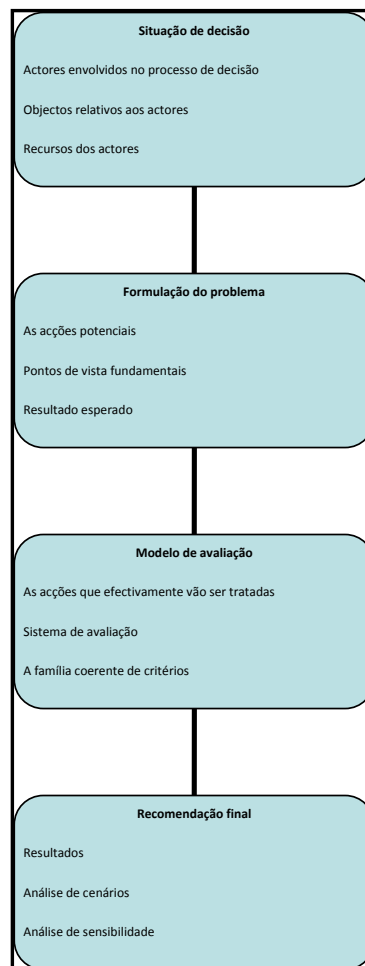 Situação de decisão
Actores envolvidos no processo de decisão
Objectos relativos aos actores
Recursos dos actores
Formulação do problema
As acções potenciais
Pontos de vista fundamentais
Resultado esperado
Modelo de avaliação
As acções que efectivamente vão ser tratadas
Sistema de avaliação
A família coerente de critérios
Recomendação final
Resultados
Análise de cenários
Análise de sensibilidade